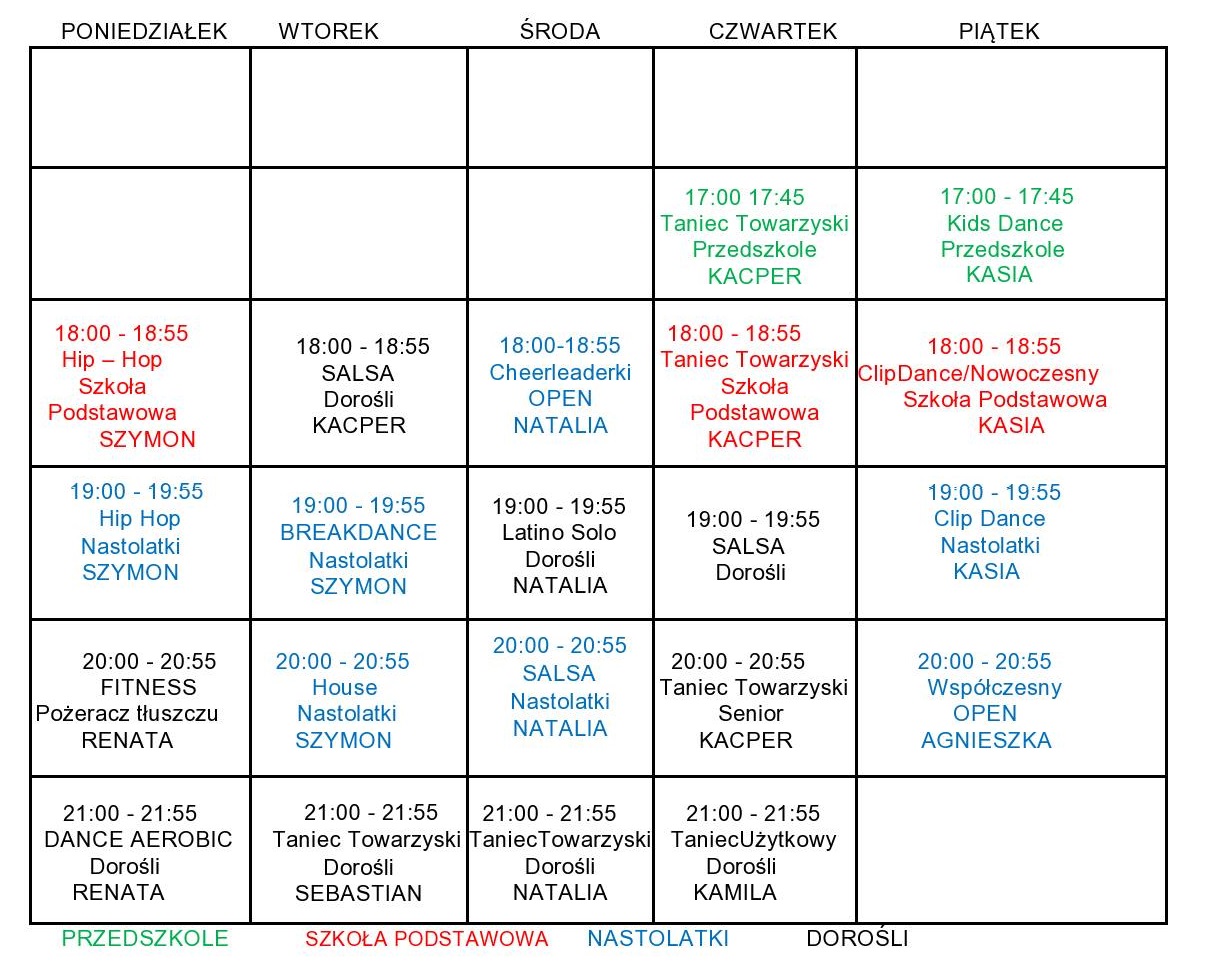 PONIEDZIAŁEK WTOREK ŚRODA CZWARTEK PIĄTEK
17:00 17:45
Taniec Towarzyski
Przedszkole
KACPER
17:00 - 17:45
Kids Dance
Przedszkole
KASIA
18:00 - 18:55
Hip – Hop
Szkoła
Podstawowa
SZYMON
18:00 - 18:55
SALSA
Dorośli
KACPER
18:00-18:55
Cheerleaderki
OPEN
NATALIA
18:00 - 18:55
Taniec Towarzyski
Szkoła
Podstawowa
KACPER
18:00 - 18:55
ClipDance/Nowoczesny
Szkoła Podstawowa
KASIA
19:00 - 19:55
Hip Hop
Nastolatki
SZYMON
19:00 - 19:55
BREAKDANCE
Nastolatki
SZYMON
19:00 - 19:55
Latino Solo
Dorośli
NATALIA
19:00 - 19:55
SALSA
Dorośli
19:00 - 19:55
Clip Dance
Nastolatki
KASIA
20:00 - 20:55
FITNESS
Pożeracz tłuszczu
RENATA
20:00 - 20:55
House
Nastolatki
SZYMON
20:00 - 20:55
SALSA
Nastolatki
NATALIA
20:00 - 20:55
Taniec Towarzyski
Senior
KACPER
20:00 - 20:55
Współczesny
OPEN
AGNIESZKA
21:00 - 21:55
DANCE AEROBIC
Dorośli
RENATA
21:00 - 21:55
Taniec Towarzyski
Dorośli
SEBASTIAN
21:00 - 21:55
TaniecTowarzyski
Dorośli
NATALIA
21:00 - 21:55
TaniecUżytkowy
Dorośli
KAMILA
PRZEDSZKOLE SZKOŁA PODSTAWOWA NASTOLATKI DOROŚLI